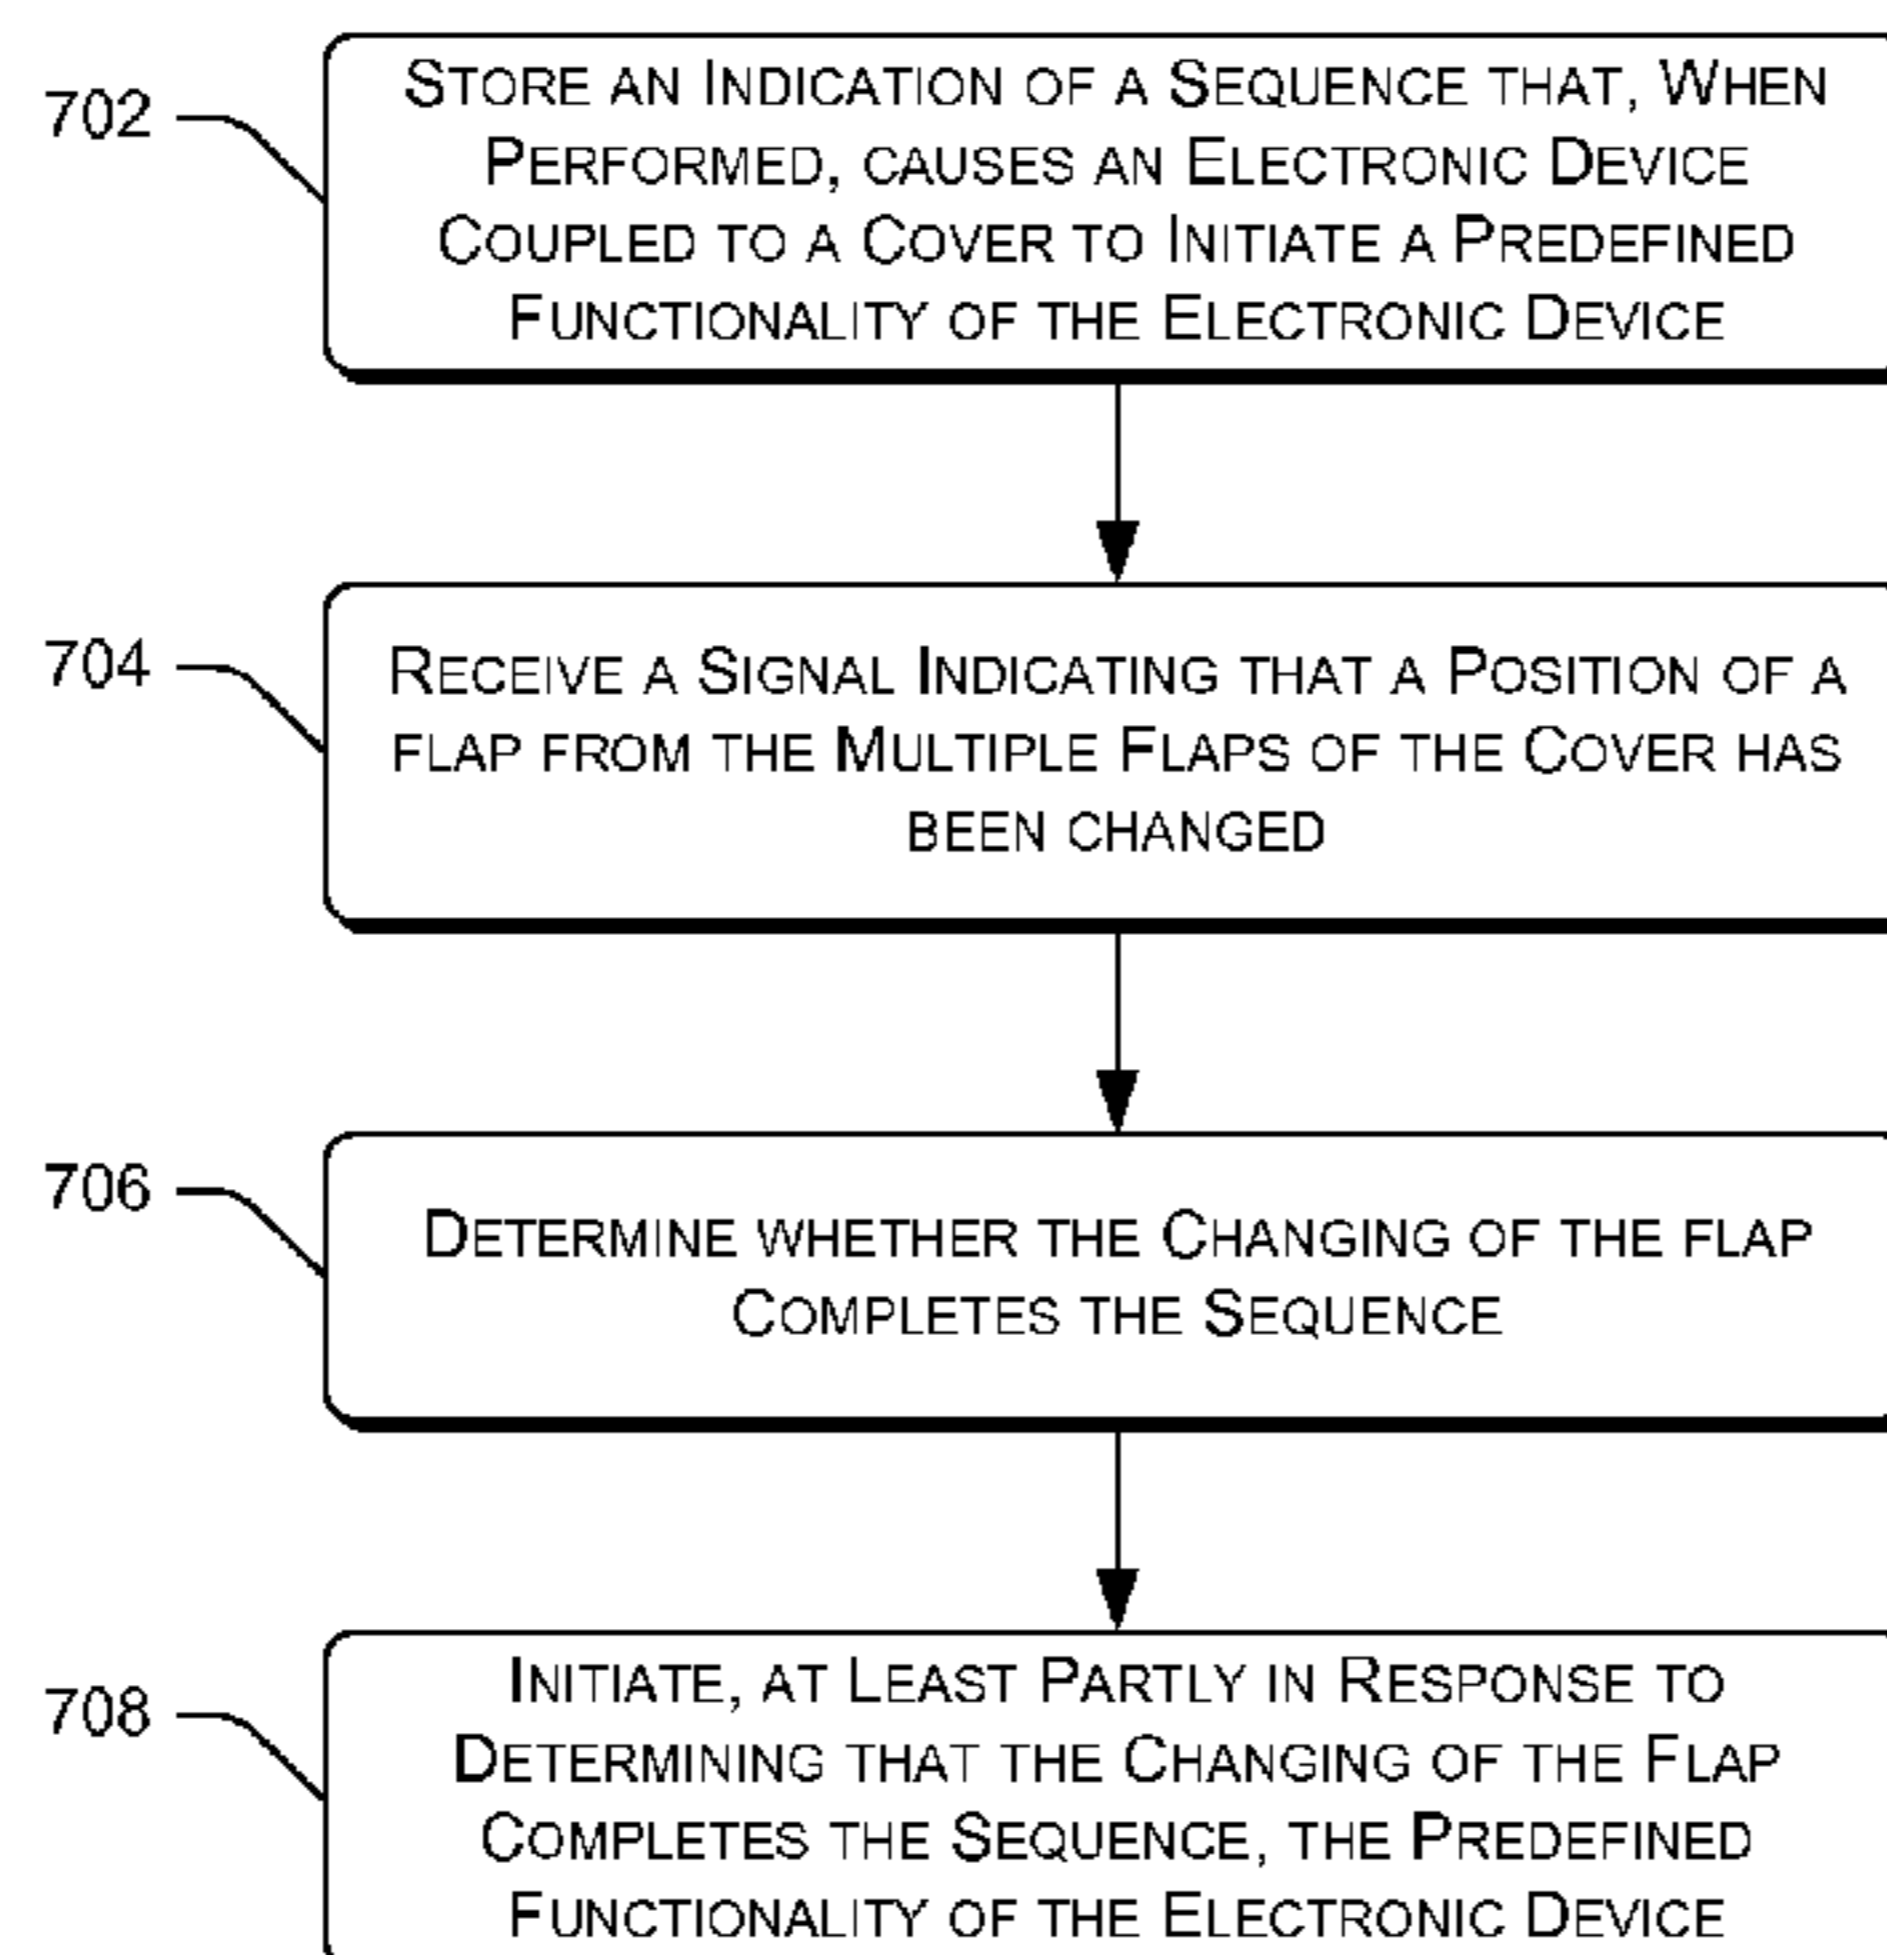 702
Store an Indication of a Sequence that, When
Performed, causes an Electronic Device
Coupled to a Cover to Initiate a Predefined
Functionality of the Electronic Device
704
Receive a Signal Indicating that a Position of a
flap from the Multiple Flaps of the Cover has
been changed
706
Determine whether the Changing of the flap
Completes the Sequence
708
Initiate, at Least Partly in Response to
Determining that the Changing of the Flap
Completes the Sequence, the Predefined
Functionality of the Electronic Device